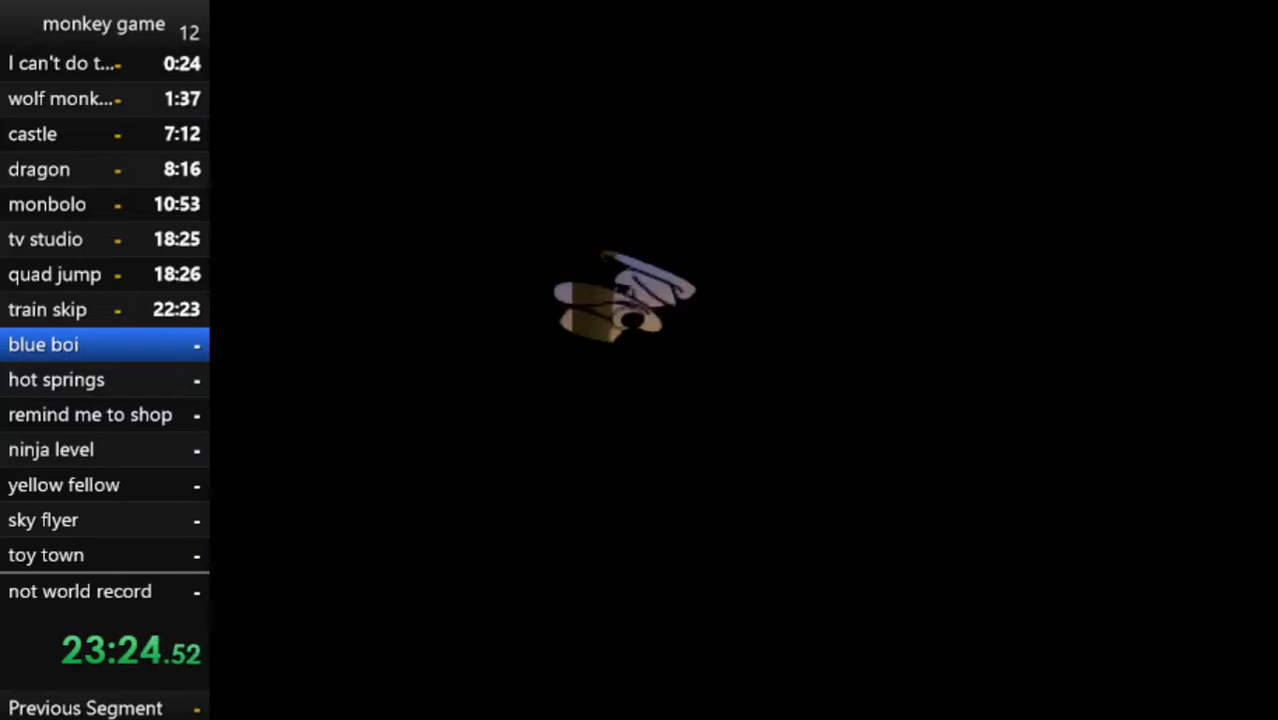 monkey game 12
I can't do t... - 0:24
wolf monk... - 1:37
castle - 7:12
dragon - 8:16
monbolo - 10:53
tv studio - 18:25
quad jump - 18:26
train skip - 22:23
blue boi -
hot springs -
remind me to shop -
ninja level -
yellow fellow -
sky flyer -
toy town -
not world record -
23:24.52
Previous Segment -